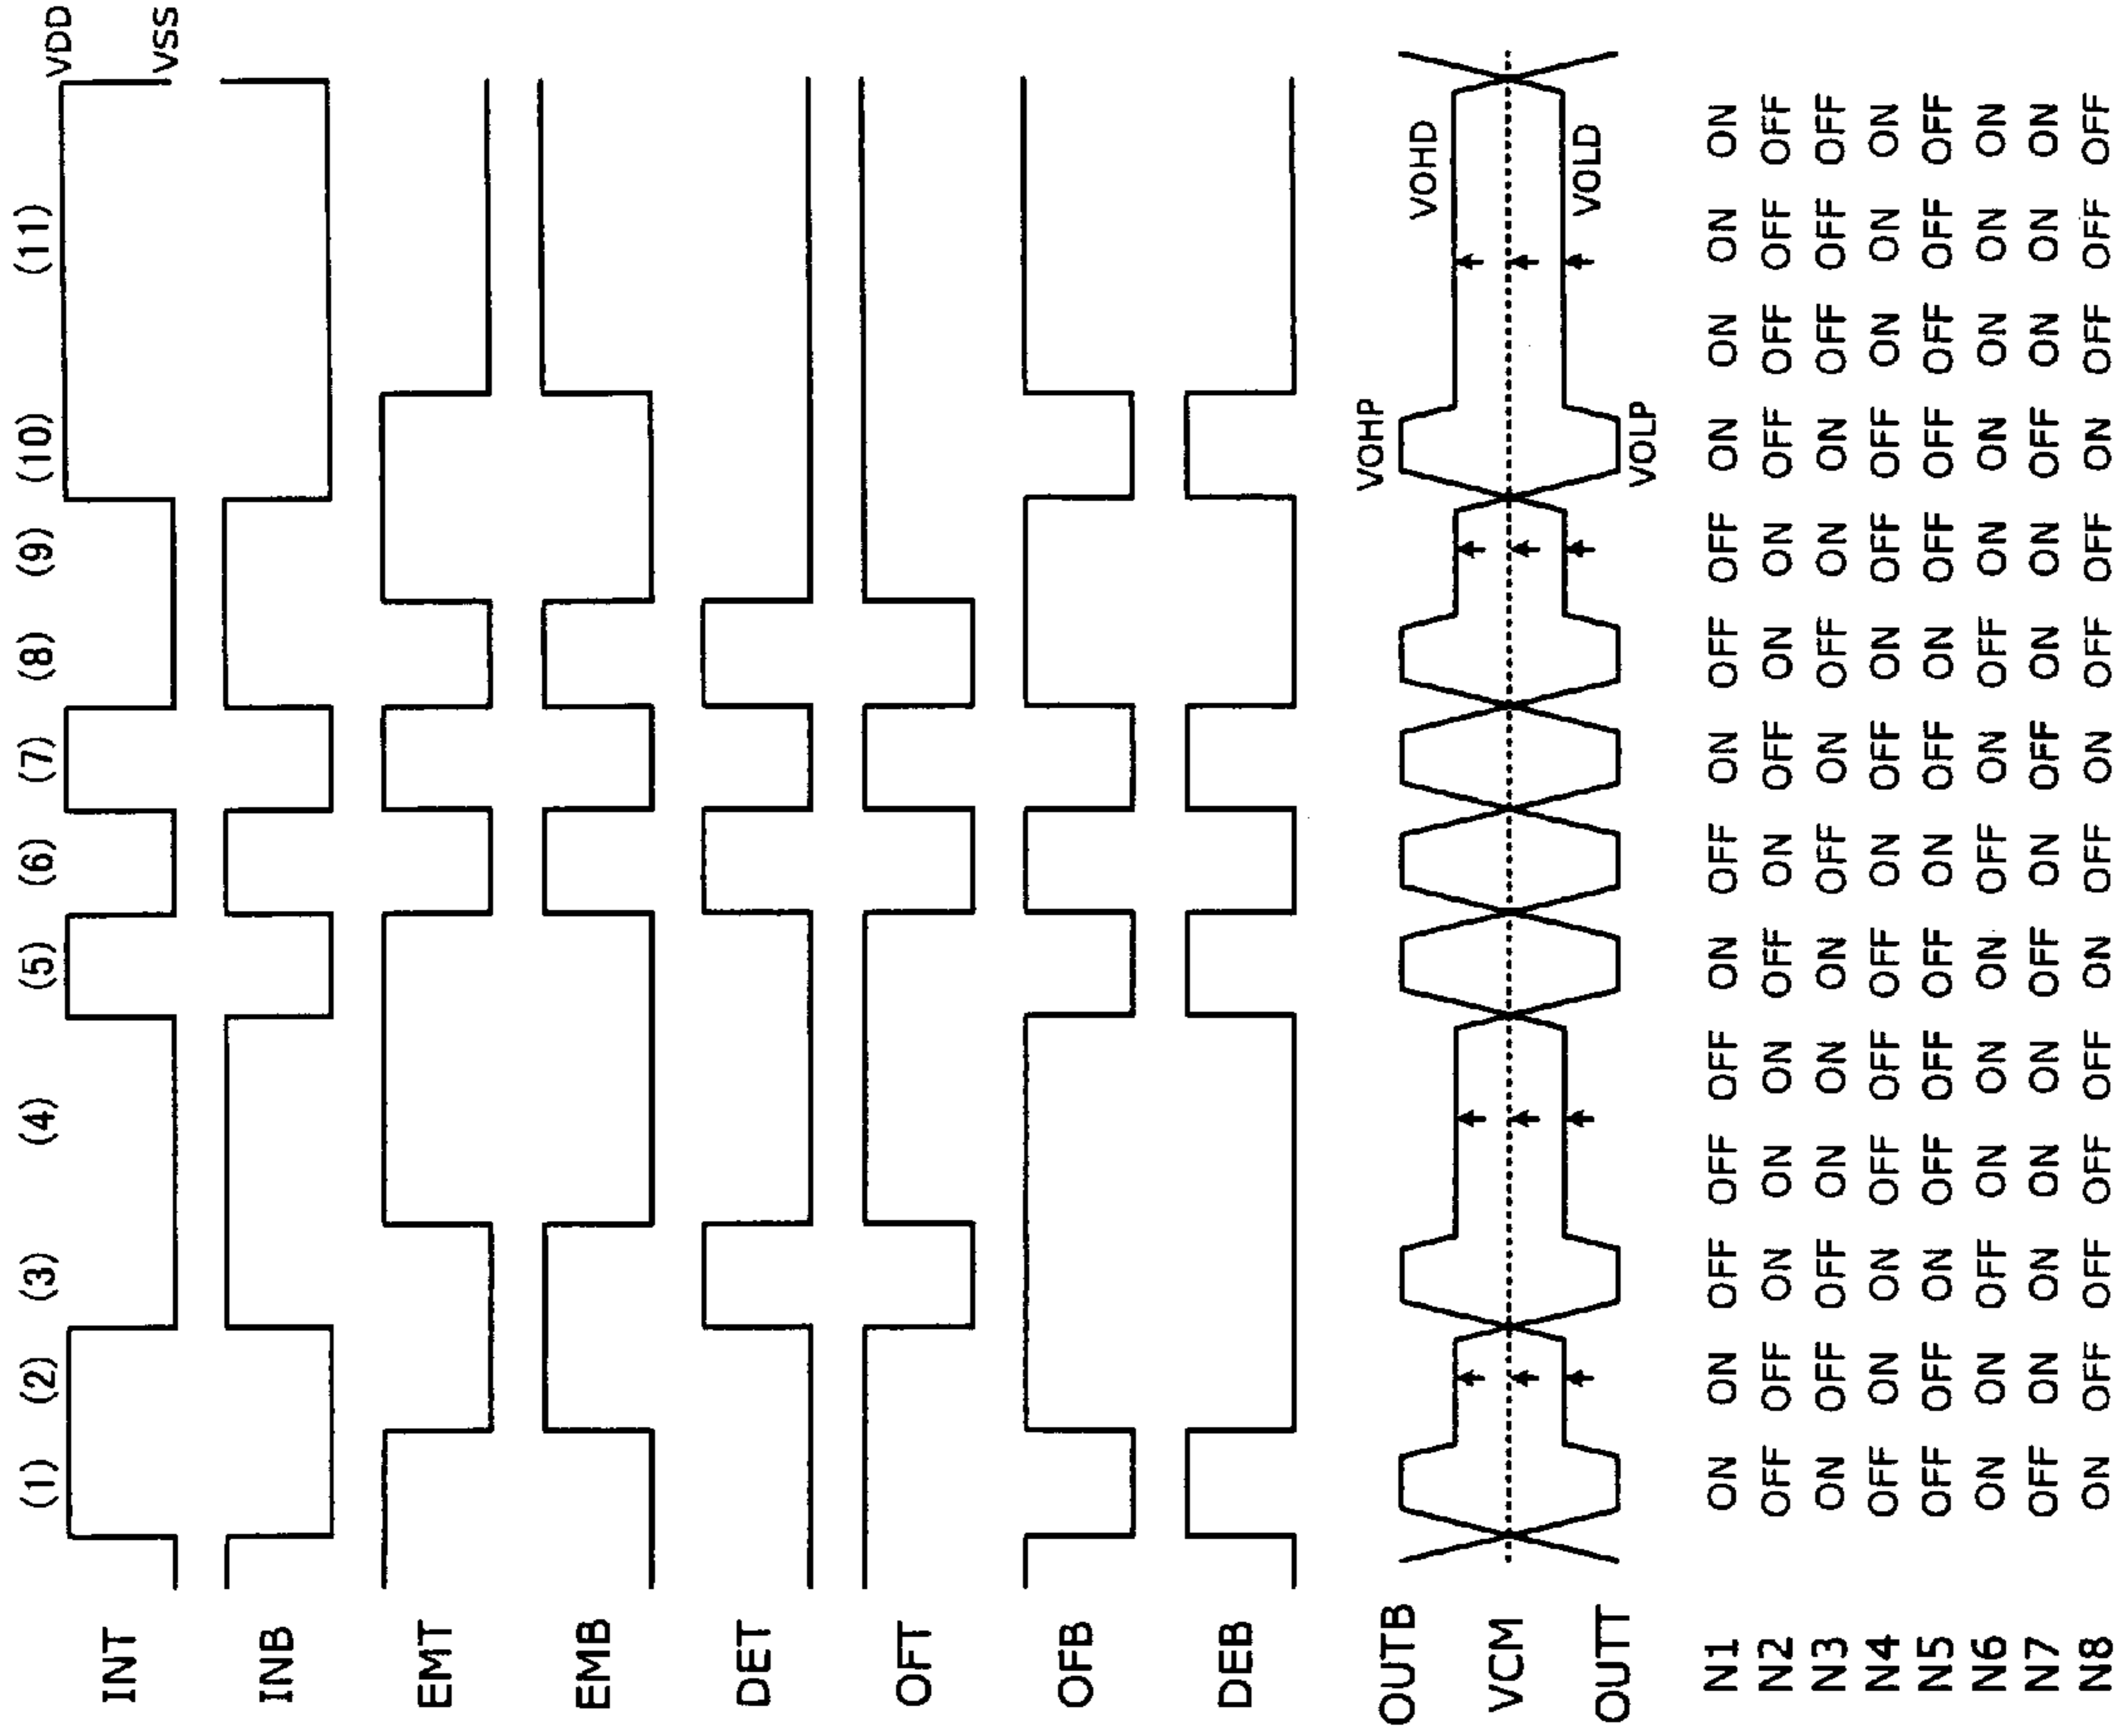 (1) (2) (3) (4) (5) (6) (7) (8) (9) (10) (11)
VDD
INT
VSS
INB
EMT
EMB
DET
OFT
OFB
DEB
VOHP
OUTB
VOHD
VCM
VOLD
OUTT
VOLP
N1 ON ON OFF OFF OFF ON OFF ON OFF OFF ON ON ON ON
N2 OFF OFF ON ON ON OFF ON OFF ON ON OFF OFF OFF OFF
N3 ON OFF OFF ON ON ON OFF ON OFF ON ON OFF OFF OFF
N4 OFF ON ON OFF OFF OFF ON OFF ON OFF OFF ON ON ON
N5 OFF OFF ON OFF OFF OFF ON OFF ON OFF OFF OFF OFF OFF
N6 ON ON OFF ON ON ON OFF ON OFF ON ON ON ON ON
N7 OFF ON ON ON ON OFF ON OFF ON ON OFF ON ON ON
N8 ON OFF OFF OFF OFF ON OFF ON OFF OFF ON OFF OFF OFF